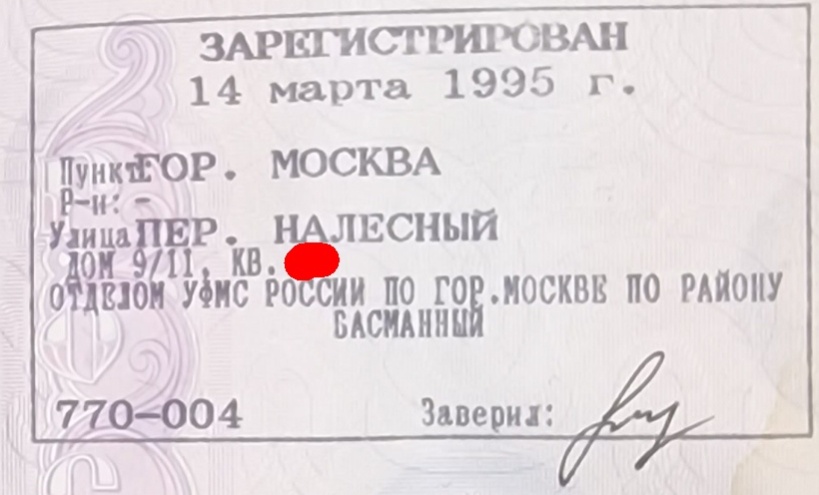 ЗАРЕГИСТРИРОВАН
14 марта 1995 г.
Пункт ГОР. МОСКВА
Р-н: -
Улица ПЕР. НАЛЕСНЫЙ
ДОМ 9/11, КВ.
ОТДЕЛОМ УФМС РОССИИ ПО ГОР.МОСКВЕ ПО РАЙОНУ
БАСМАННЫЙ
770-004 Заверил: